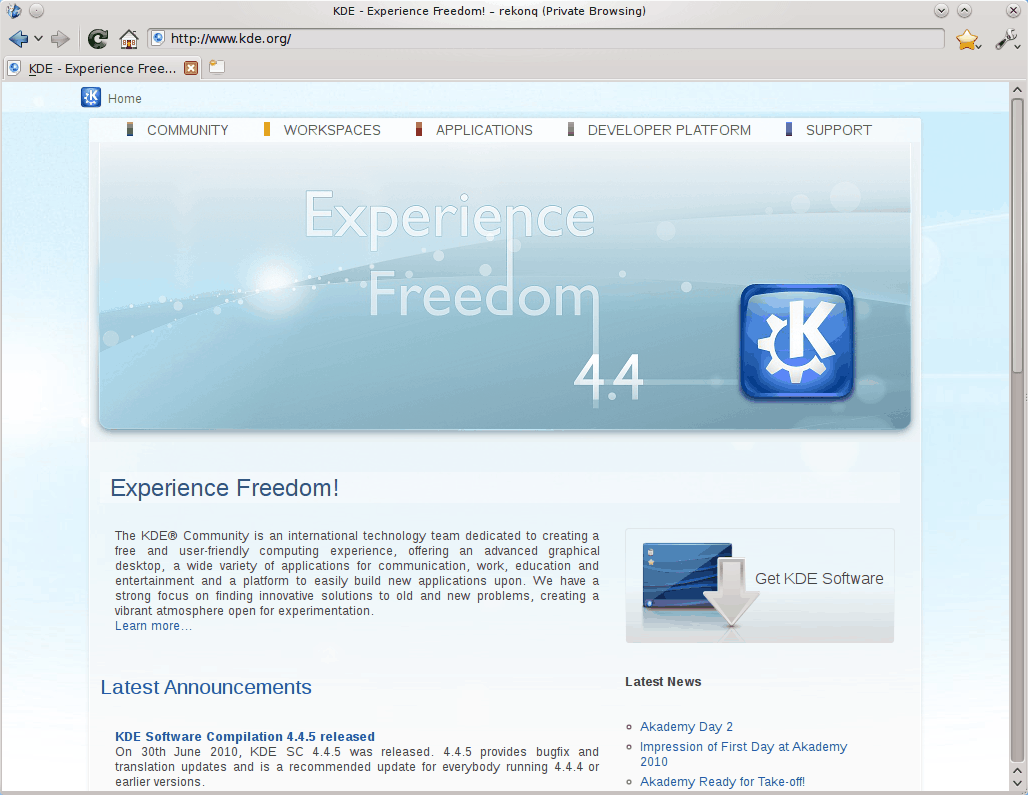 KDE - Experience Freedom! – rekonq (Private Browsing)
http://www.kde.org/
KDE - Experience Free...
Home
COMMUNITY WORKSPACES APPLICATIONS DEVELOPER PLATFORM SUPPORT
Experience
Freedom
4.4
K
Experience Freedom!
The KDE® Community is an international technology team dedicated to creating a
free and user-friendly computing experience, offering an advanced graphical
desktop, a wide variety of applications for communication, work, education and
entertainment and a platform to easily build new applications upon. We have a
strong focus on finding innovative solutions to old and new problems, creating a
vibrant atmosphere open for experimentation.
Learn more...
Get KDE Software
Latest Announcements
KDE Software Compilation 4.4.5 released
On 30th June 2010, KDE SC 4.4.5 was released. 4.4.5 provides bugfix and
translation updates and is a recommended update for everybody running 4.4.4 or
earlier versions.
Latest News
Akademy Day 2
Impression of First Day at Akademy
2010
Akademy Ready for Take-off!